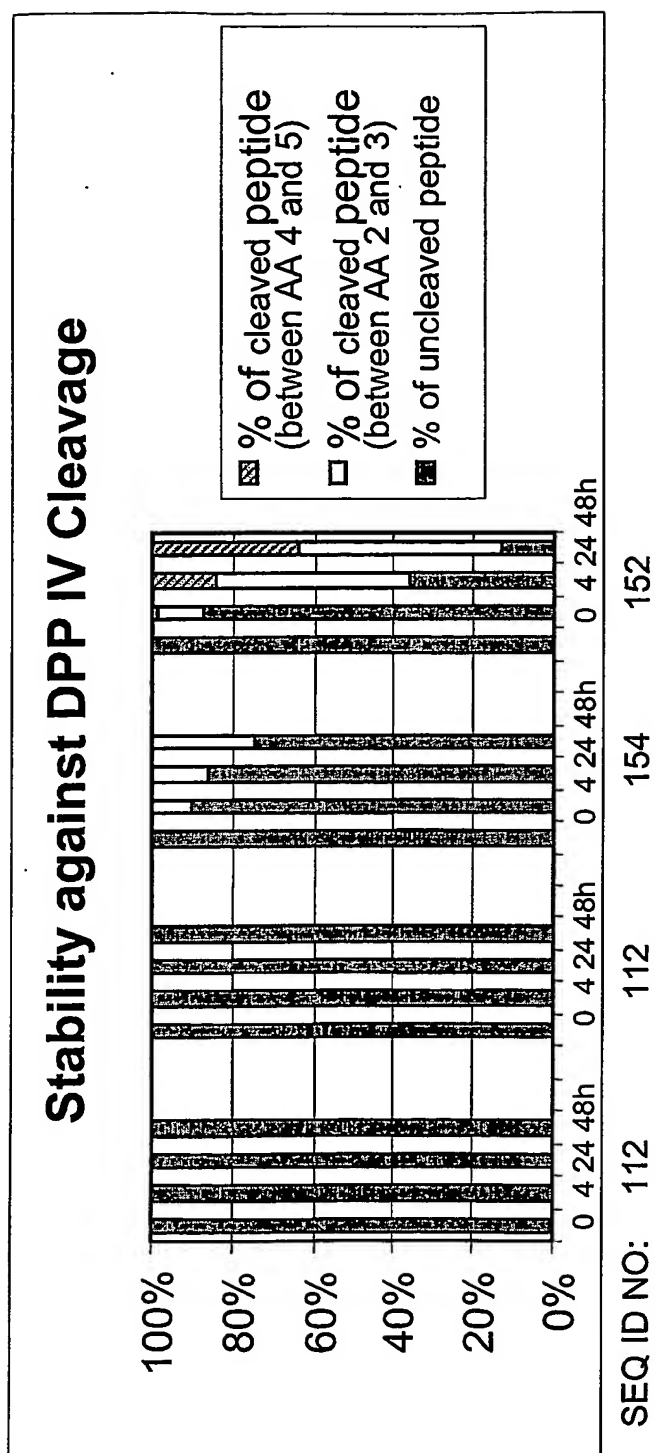 Stability against DPP IV Cleavage
% of cleaved peptide
(between AA 4 and 5)
% of cleaved peptide
(between AA 2 and 3)
% of uncleaved peptide
100%
80%
60%
40%
20%
0%
0 4 24 48h 0 4 24 48h 0 4 24 48h 0 4 24 48h
SEQ ID NO: 112 112 154 152